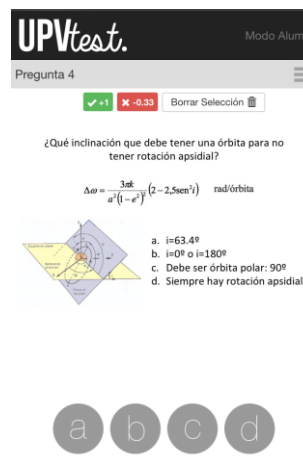 UPVtest.
Modo Alum
Pregunta 4
✓ +1
✗ -0.33
Borrar Selección
¿Qué inclinación que debe tener una órbita para no
tener rotación apsidial?
Δω = 3πk / a²(1 − e²)² (2 − 2,5sen²i) rad/órbita
a. i=63.4º
b. i=0º o i=180º
c. Debe ser órbita polar: 90º
d. Siempre hay rotación apsidial
a b c d